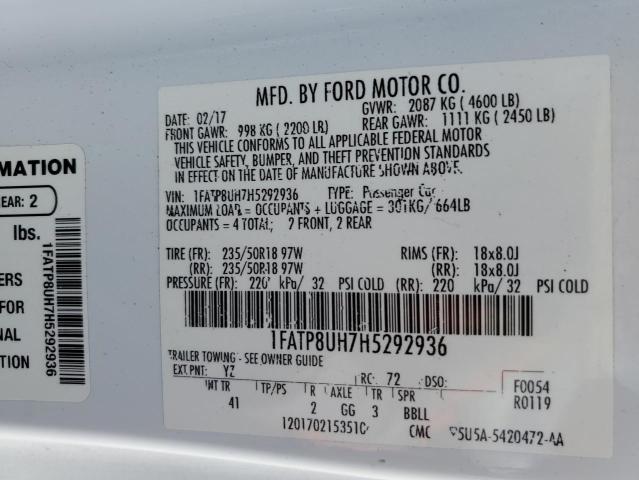 MFD. BY FORD MOTOR CO.
DATE: 02/17 GVWR: 2087 KG ( 4600 LB)
FRONT GAWR: 998 KG ( 2200 LB) REAR GAWR: 1111 KG ( 2450 LB)
THIS VEHICLE CONFORMS TO ALL APPLICABLE FEDERAL MOTOR
VEHICLE SAFETY, BUMPER, AND THEFT PREVENTION STANDARDS
IN EFFECT ON THE DATE OF MANUFACTURE SHOWN ABOVE.
VIN: 1FATP8UH7H5292936 TYPE: Passenger Car
MAXIMUM LOAD = OCCUPANTS + LUGGAGE = 301KG/ 664LB
OCCUPANTS = 4 TOTAL; 2 FRONT, 2 REAR
TIRE (FR): 235/50R18 97W RIMS (FR): 18x8.0J
(RR): 235/50R18 97W (RR): 18x8.0J
PRESSURE (FR): 220 kPa/ 32 PSI COLD (RR): 220 kPa/ 32 PSI COLD
1FATP8UH7H5292936
TRAILER TOWING - SEE OWNER GUIDE
EXT PNT: YZ RC: 72 DSO: F0054
INT TR TP/PS R AXLE TR SPR R0119
41 2 GG 3 BBLL
12017021535 CMC 5U5A-5420472-AA
RMATION
EAR: 2
lbs.
ERS
FOR
NAL
E TO
1FATP8UH7H5292936